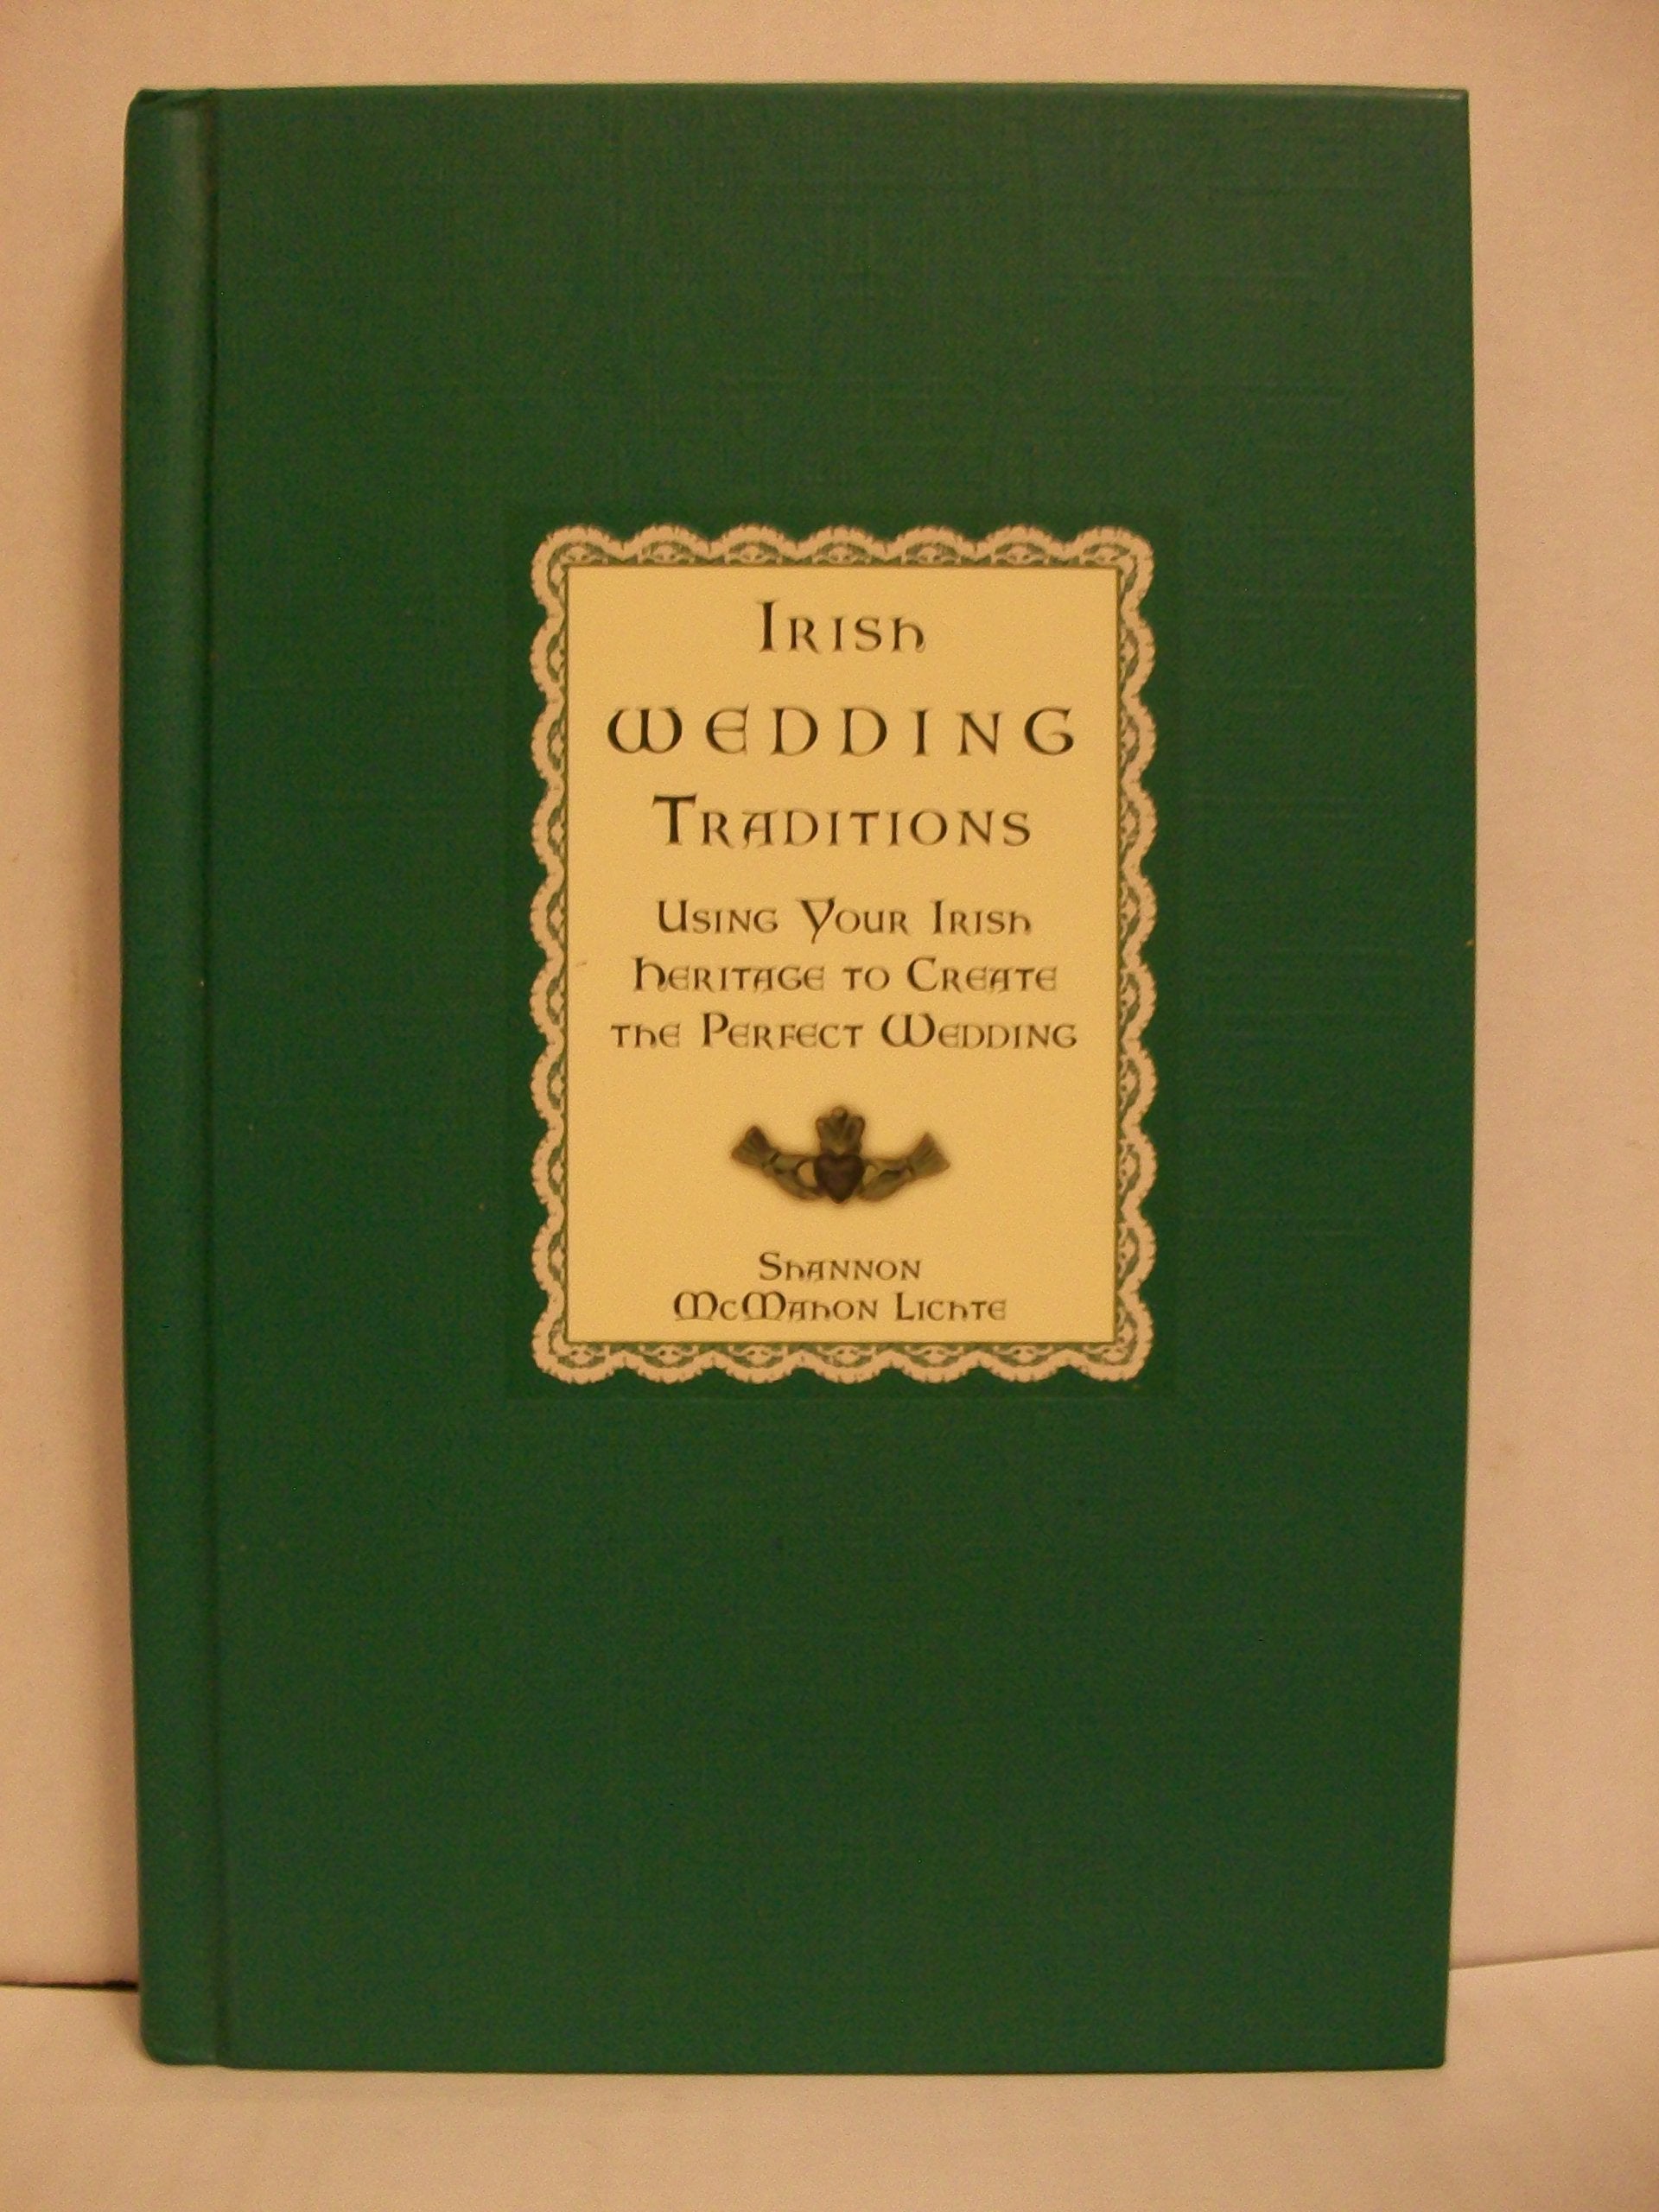 Irish
Wedding
Traditions
Using Your Irish
Heritage to Create
the Perfect Wedding
Shannon
McMahon Lichte